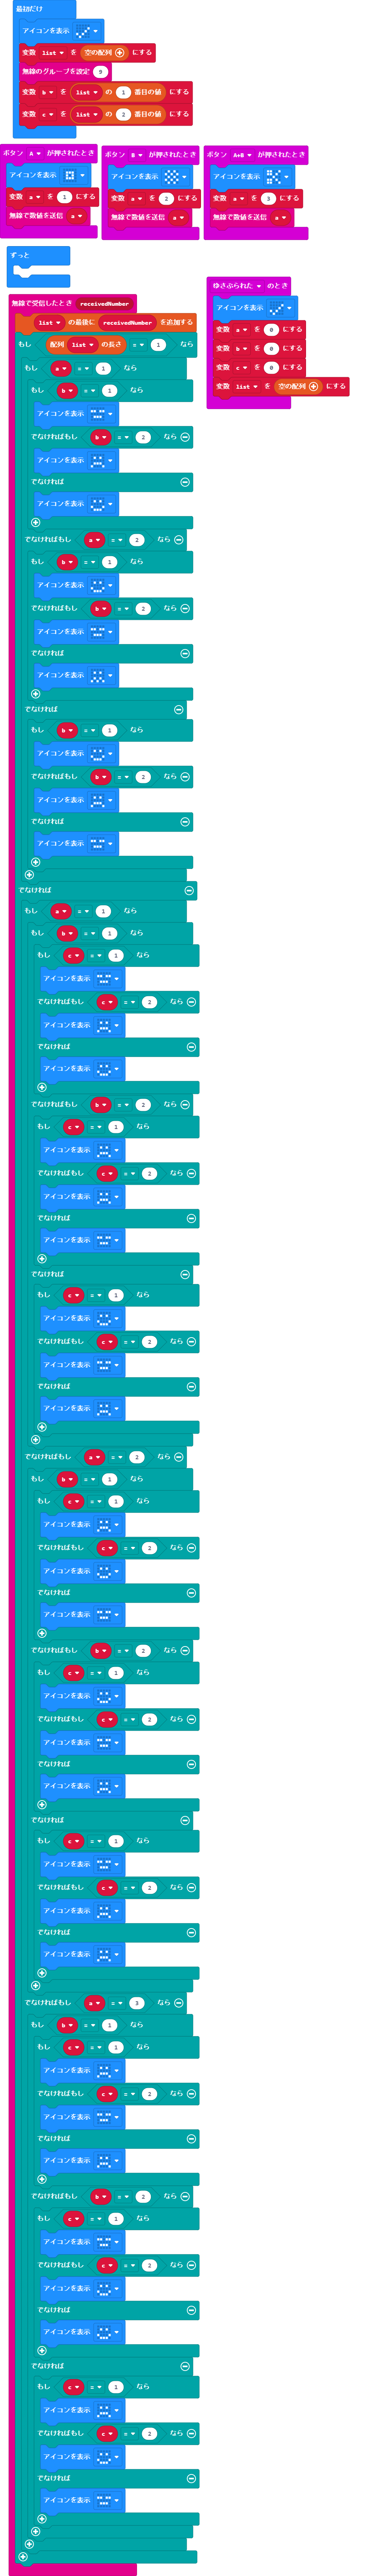 最初だけ
アイコンを表示
変数 list を 空の配列 にする
無線のグループを設定 9
変数 b を list の 1 番目の値 にする
変数 c を list の 2 番目の値 にする
ボタン A が押されたとき
アイコンを表示
変数 a を 1 にする
無線で数値を送信 a
ボタン B が押されたとき
アイコンを表示
変数 a を 2 にする
無線で数値を送信 a
ボタン A+B が押されたとき
アイコンを表示
変数 a を 3 にする
無線で数値を送信 a
ずっと
ゆさぶられた のとき
アイコンを表示
変数 a を 0 にする
変数 b を 0 にする
変数 c を 0 にする
変数 list を 空の配列 にする
無線で受信したとき receivedNumber
list の最後に receivedNumber を追加する
もし 配列 list の長さ = 1 なら
もし a = 1 なら
もし b = 1 なら
アイコンを表示
でなければもし b = 2 なら
アイコンを表示
でなければ
アイコンを表示
でなければもし a = 2 なら
もし b = 1 なら
アイコンを表示
でなければもし b = 2 なら
アイコンを表示
でなければ
アイコンを表示
でなければ
もし b = 1 なら
アイコンを表示
でなければもし b = 2 なら
アイコンを表示
でなければ
アイコンを表示
でなければ
もし a = 1 なら
もし b = 1 なら
もし c = 1 なら
アイコンを表示
でなければもし c = 2 なら
アイコンを表示
でなければ
アイコンを表示
でなければもし b = 2 なら
もし c = 1 なら
アイコンを表示
でなければもし c = 2 なら
アイコンを表示
でなければ
アイコンを表示
でなければ
もし c = 1 なら
アイコンを表示
でなければもし c = 2 なら
アイコンを表示
でなければ
アイコンを表示
でなければもし a = 2 なら
もし b = 1 なら
もし c = 1 なら
アイコンを表示
でなければもし c = 2 なら
アイコンを表示
でなければ
アイコンを表示
でなければもし b = 2 なら
もし c = 1 なら
アイコンを表示
でなければもし c = 2 なら
アイコンを表示
でなければ
アイコンを表示
でなければ
もし c = 1 なら
アイコンを表示
でなければもし c = 2 なら
アイコンを表示
でなければ
アイコンを表示
でなければもし a = 3 なら
もし b = 1 なら
もし c = 1 なら
アイコンを表示
でなければもし c = 2 なら
アイコンを表示
でなければ
アイコンを表示
でなければもし b = 2 なら
もし c = 1 なら
アイコンを表示
でなければもし c = 2 なら
アイコンを表示
でなければ
アイコンを表示
でなければ
もし c = 1 なら
アイコンを表示
でなければもし c = 2 なら
アイコンを表示
でなければ
アイコンを表示